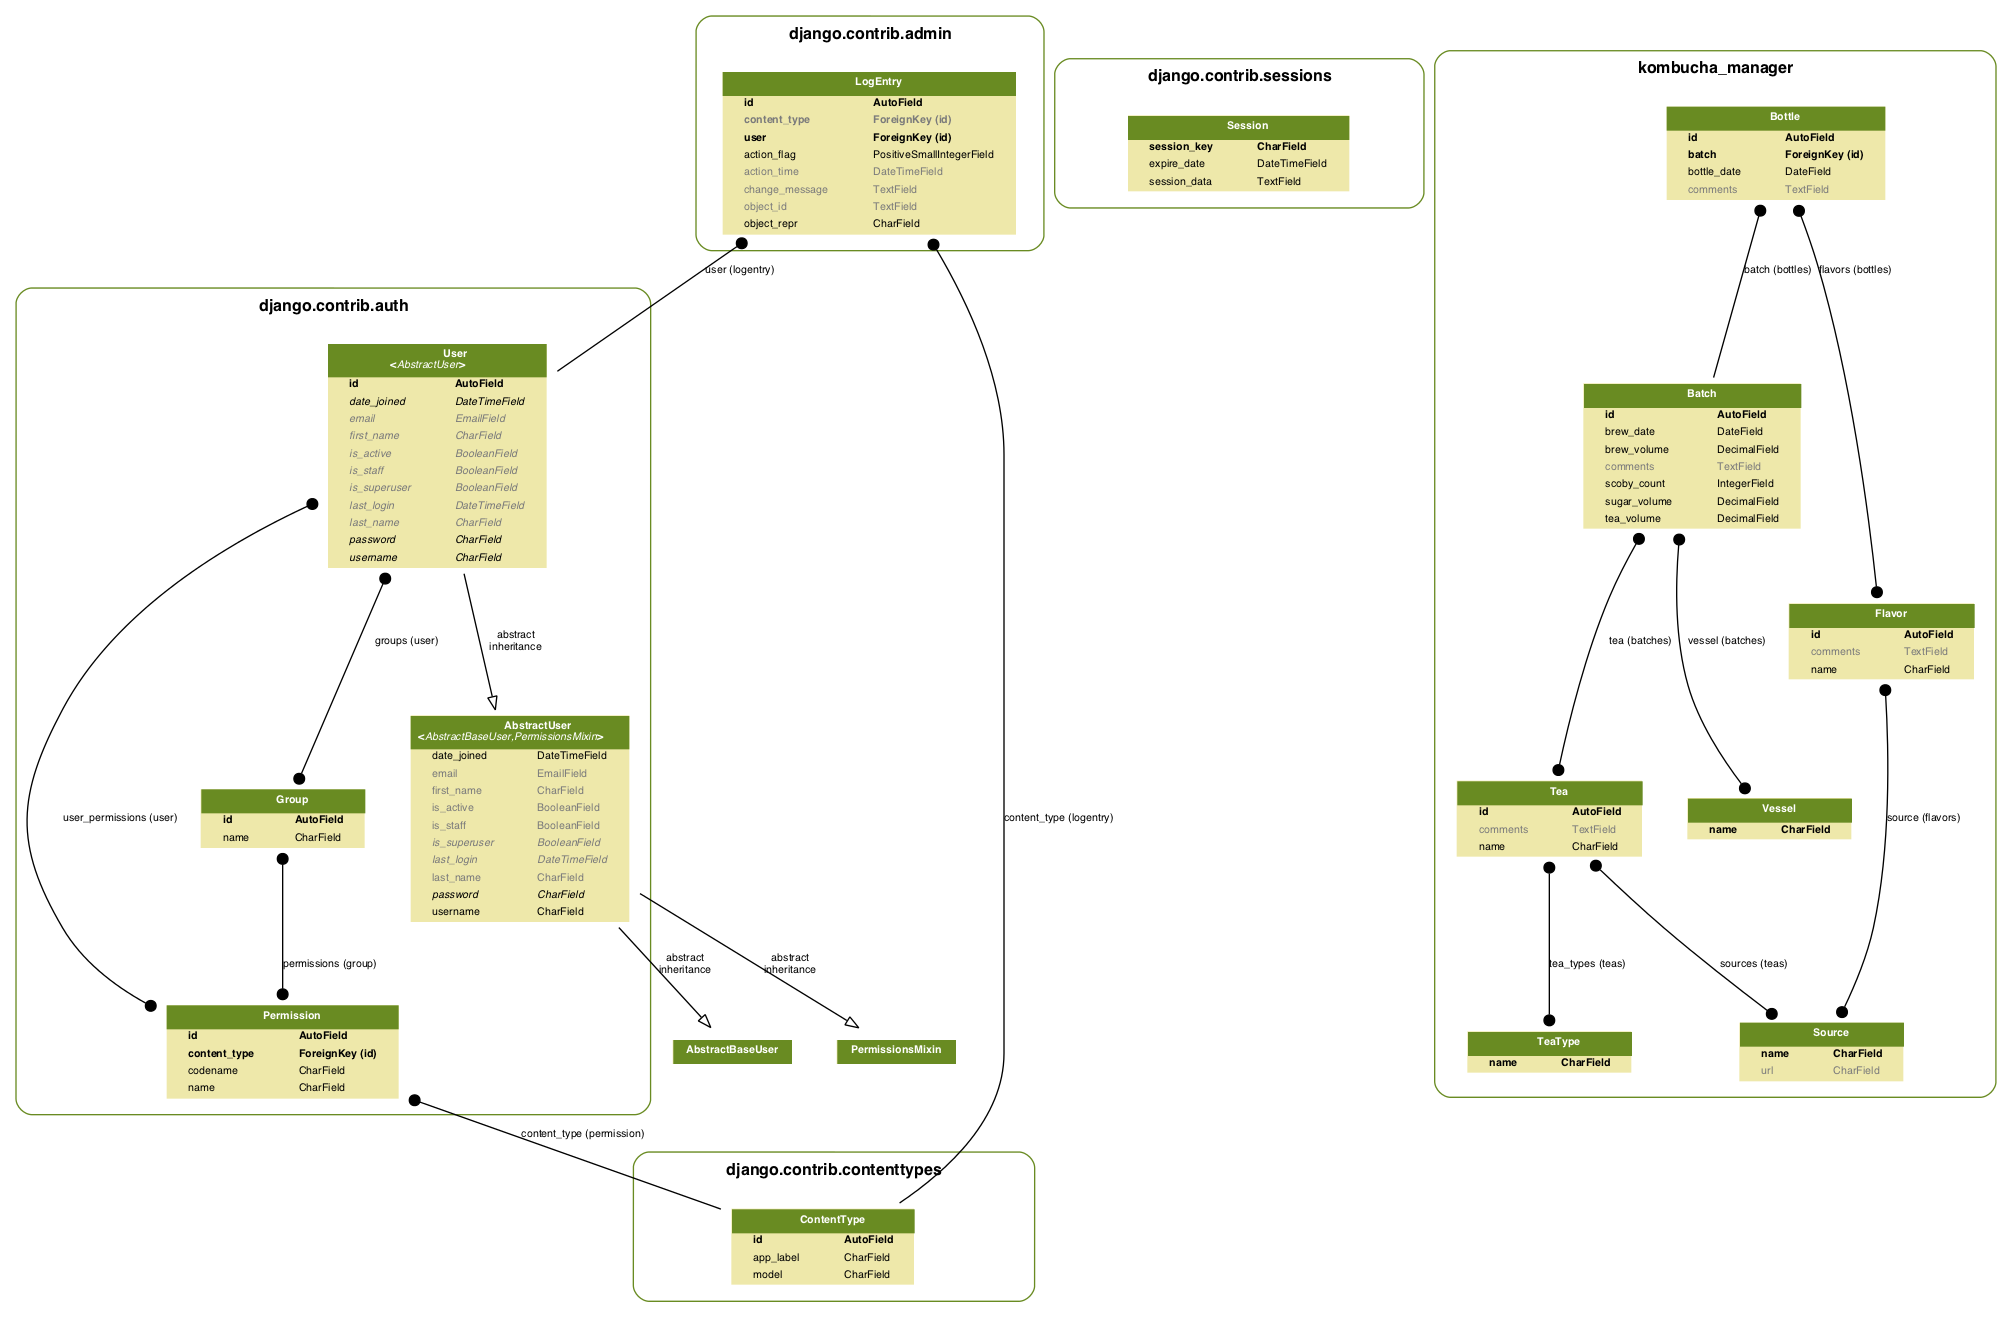 django.contrib.admin
LogEntry
id AutoField
content_type ForeignKey (id)
user ForeignKey (id)
action_flag PositiveSmallIntegerField
action_time DateTimeField
change_message TextField
object_id TextField
object_repr CharField
django.contrib.sessions
Session
session_key CharField
expire_date DateTimeField
session_data TextField
kombucha_manager
Bottle
id AutoField
batch ForeignKey (id)
bottle_date DateField
comments TextField
user (logentry)
batch (bottles)
flavors (bottles)
django.contrib.auth
User
<AbstractUser>
id AutoField
date_joined DateTimeField
email EmailField
first_name CharField
is_active BooleanField
is_staff BooleanField
is_superuser BooleanField
last_login DateTimeField
last_name CharField
password CharField
username CharField
Batch
id AutoField
brew_date DateField
brew_volume DecimalField
comments TextField
scoby_count IntegerField
sugar_volume DecimalField
tea_volume DecimalField
groups (user)
abstract
inheritance
tea (batches)
vessel (batches)
Flavor
id AutoField
comments TextField
name CharField
AbstractUser
<AbstractBaseUser,PermissionsMixin>
date_joined DateTimeField
email EmailField
first_name CharField
is_active BooleanField
is_staff BooleanField
is_superuser BooleanField
last_login DateTimeField
last_name CharField
password CharField
username CharField
user_permissions (user)
Group
id AutoField
name CharField
content_type (logentry)
Tea
id AutoField
comments TextField
name CharField
Vessel
name CharField
source (flavors)
permissions (group)
abstract
inheritance
abstract
inheritance
tea_types (teas)
sources (teas)
Permission
id AutoField
content_type ForeignKey (id)
codename CharField
name CharField
AbstractBaseUser
PermissionsMixin
TeaType
name CharField
Source
name CharField
url CharField
content_type (permission)
django.contrib.contenttypes
ContentType
id AutoField
app_label CharField
model CharField